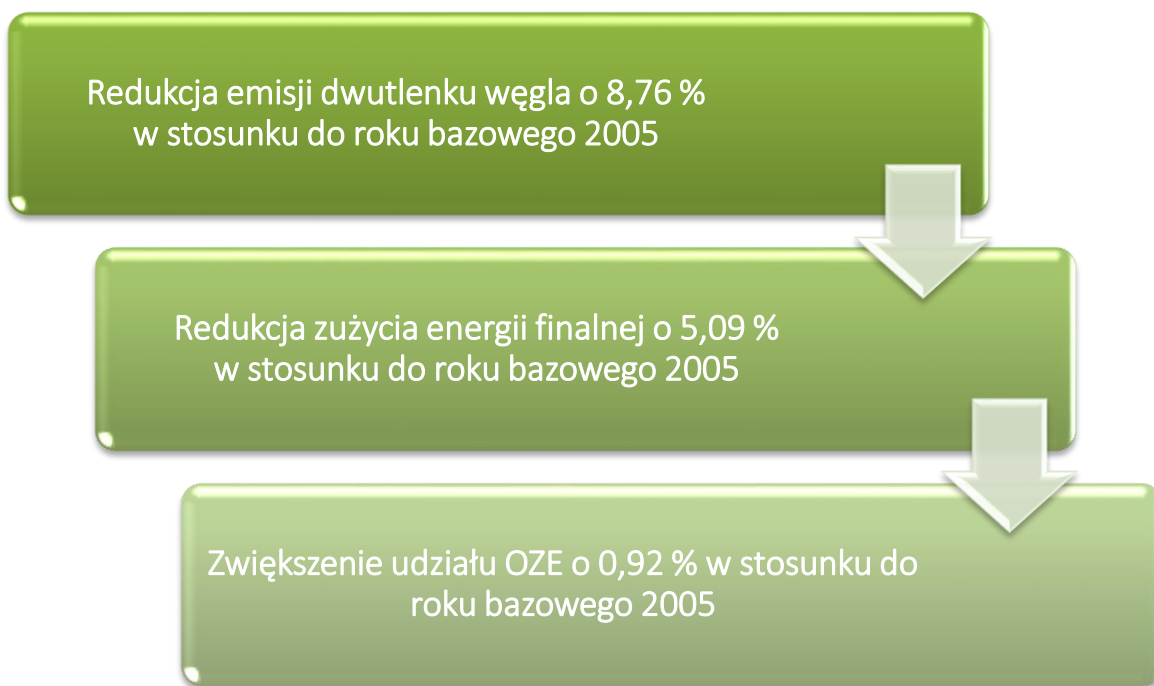 Redukcja emisji dwutlenku węgla o 8,76 %
w stosunku do roku bazowego 2005
Redukcja zużycia energii finalnej o 5,09 %
w stosunku do roku bazowego 2005
Zwiększenie udziału OZE o 0,92 % w stosunku do
roku bazowego 2005